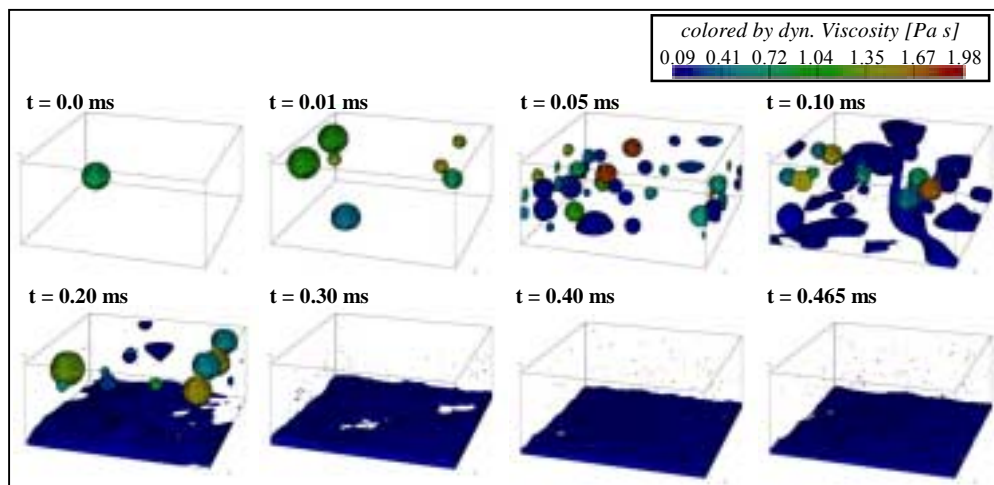 colored by dyn. Viscosity [Pa s]
0.09 0.41 0.72 1.04 1.35 1.67 1.98
t = 0.0 ms
t = 0.01 ms
t = 0.05 ms
t = 0.10 ms
t = 0.20 ms
t = 0.30 ms
t = 0.40 ms
t = 0.465 ms